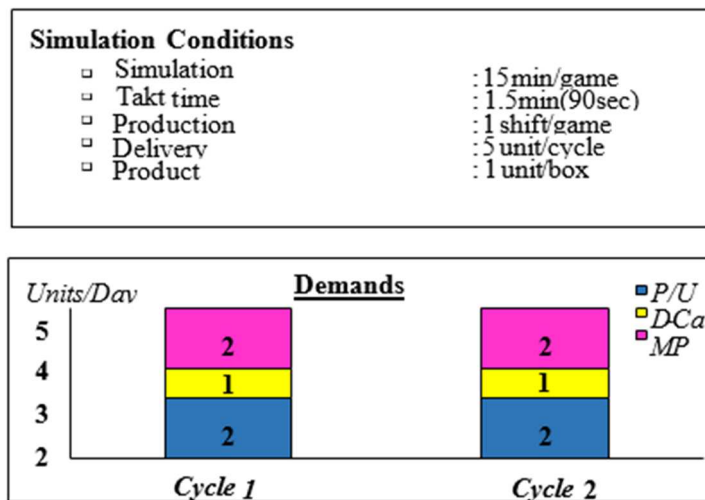 Simulation Conditions
Simulation : 15min/game
Takt time : 1.5min(90sec)
Production : 1 shift/game
Delivery : 5 unit/cycle
Product : 1 unit/box
Units/Day Demands
P/U
D-Ca
MP
5
4
3
2
2 2
1 1
2 2
Cycle 1 Cycle 2